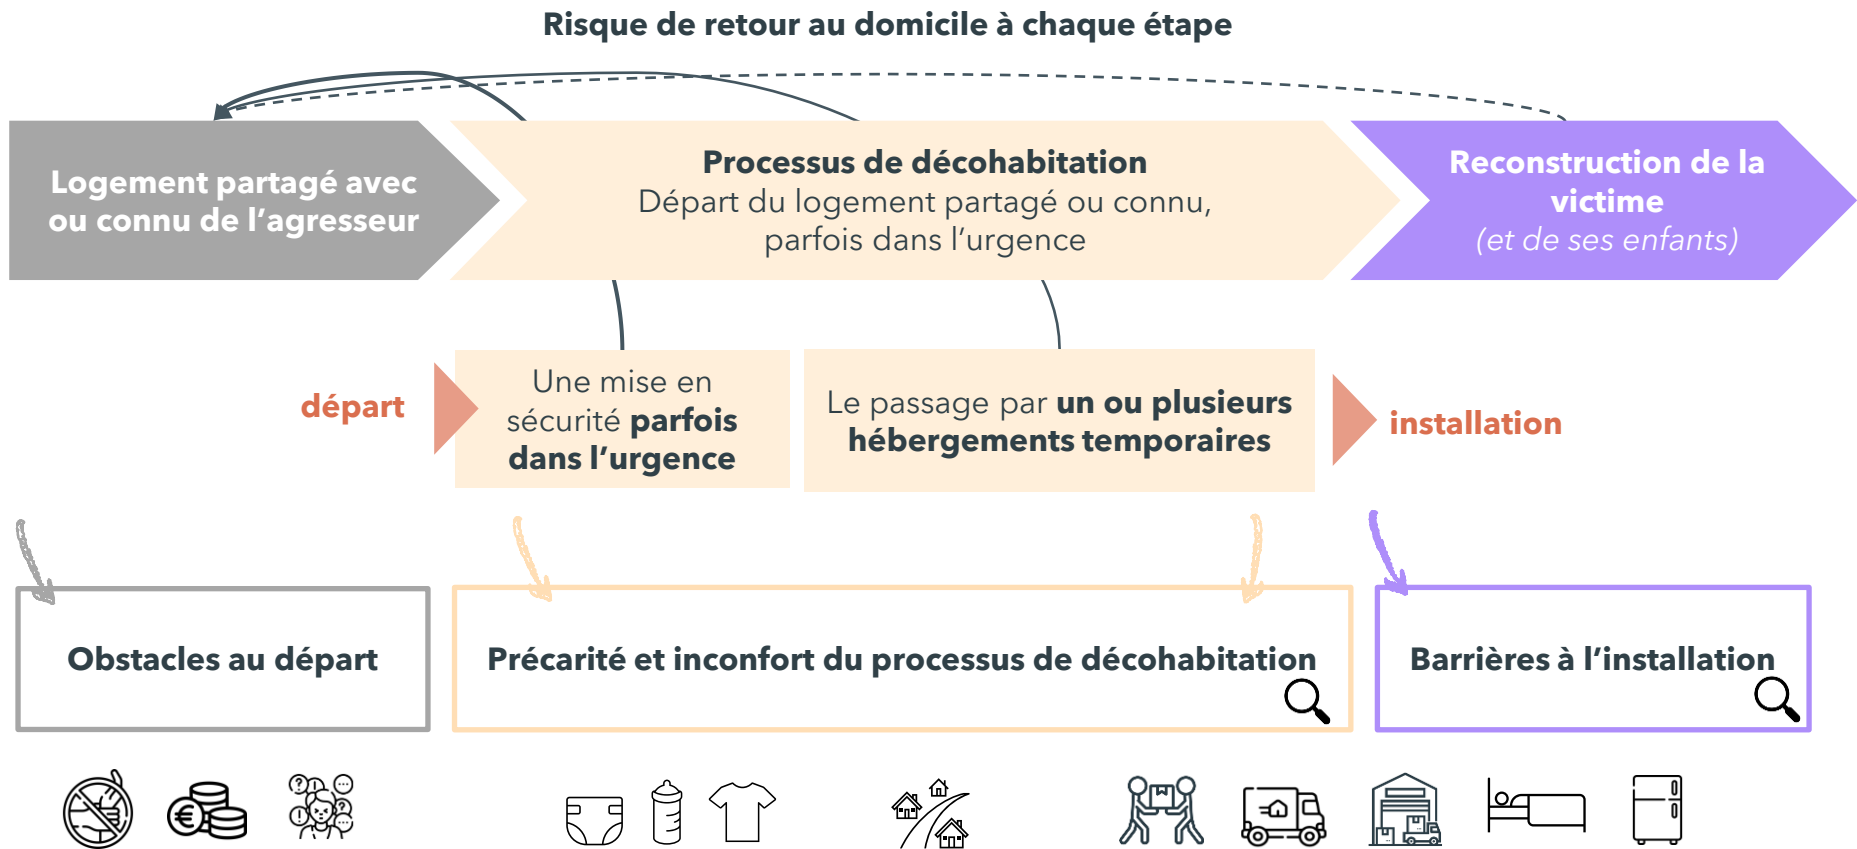 Risque de retour au domicile à chaque étape
Logement partagé avec
ou connu de l’agresseur
Processus de décohabitation
Départ du logement partagé ou connu,
parfois dans l’urgence
Reconstruction de la
victime
(et de ses enfants)
départ
Une mise en
sécurité parfois
dans l’urgence
Le passage par un ou plusieurs
hébergements temporaires
installation
Obstacles au départ
Précarité et inconfort du processus de décohabitation
Barrières à l’installation